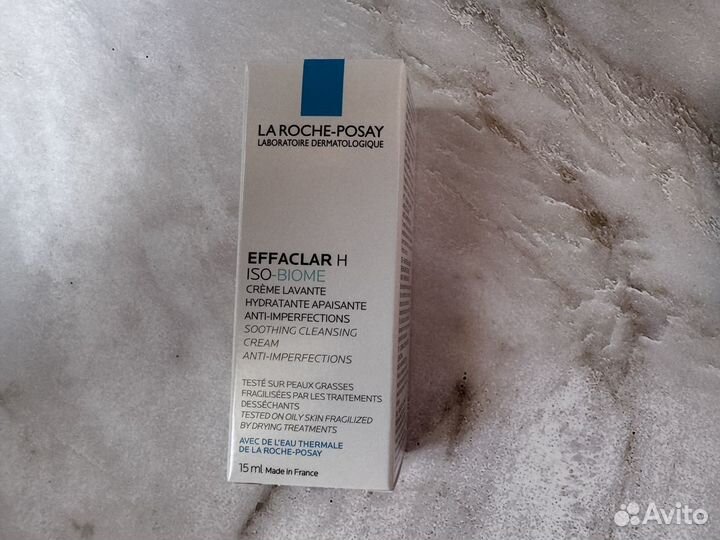 LA ROCHE-POSAY
LABORATOIRE DERMATOLOGIQUE
EFFACLAR H
ISO-BIOME
CRÈME LAVANTE
HYDRATANTE APAISANTE
ANTI-IMPERFECTIONS
SOOTHING CLEANSING
CREAM
ANTI-IMPERFECTIONS
TESTÉ SUR PEAUX GRASSES
FRAGILISÉES PAR LES TRAITEMENTS
DESSÉCHANTS
TESTED ON OILY SKIN FRAGILIZED
BY DRYING TREATMENTS
AVEC DE L'EAU THERMALE
DE LA ROCHE-POSAY
15 ml Made in France
Avito